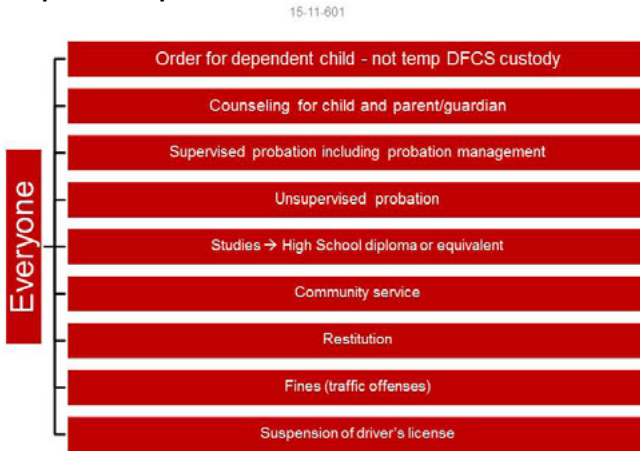 15-11-601
Everyone
Order for dependent child - not temp DFCS custody
Counseling for child and parent/guardian
Supervised probation including probation management
Unsupervised probation
Studies → High School diploma or equivalent
Community service
Restitution
Fines (traffic offenses)
Suspension of driver's license